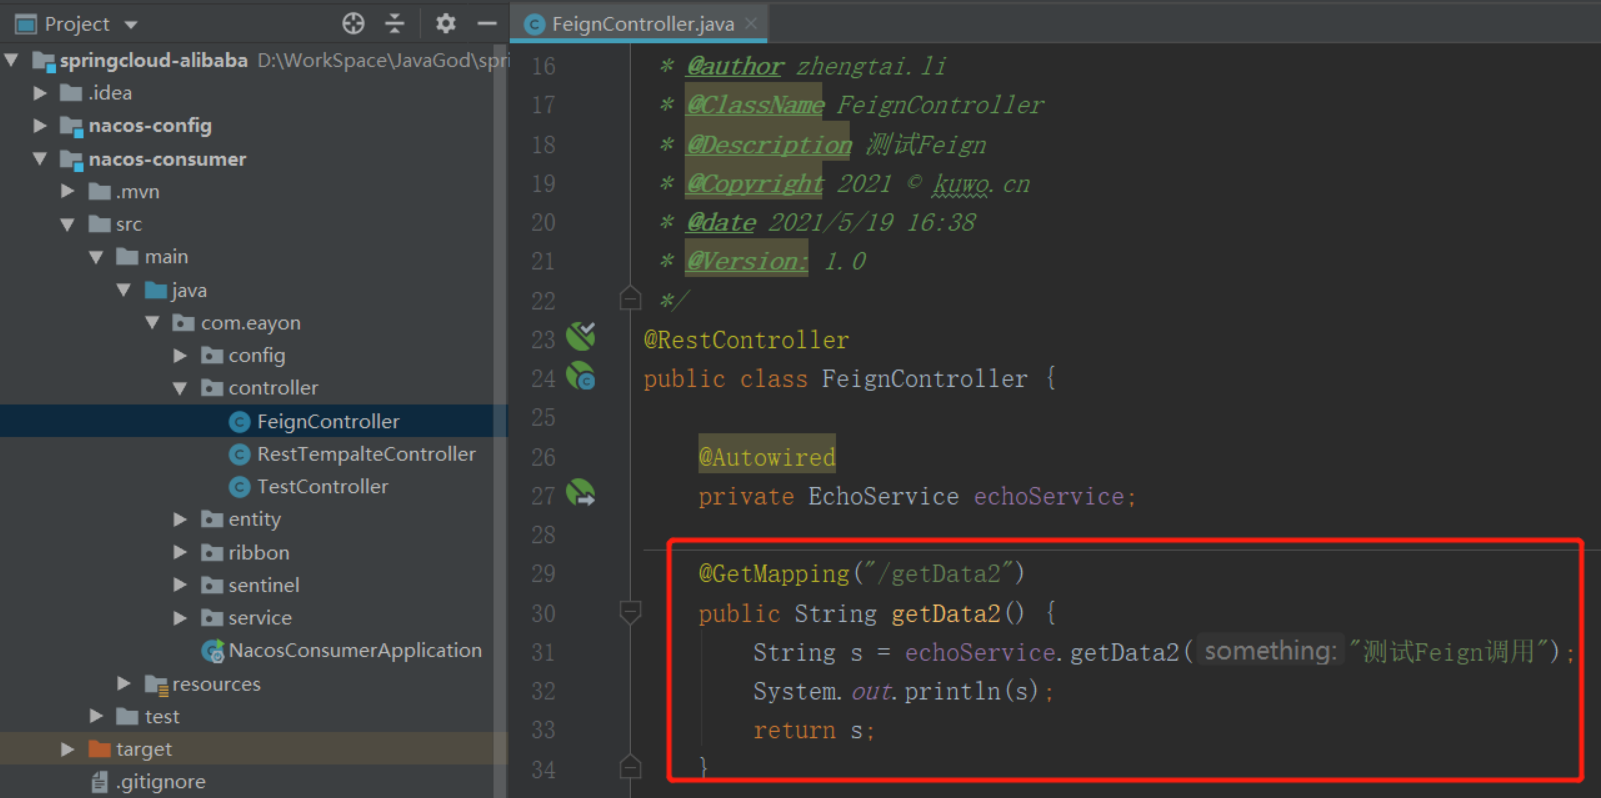 Project
springcloud-alibaba D:\WorkSpace\JavaGod\spri
.idea
nacos-config
nacos-consumer
.mvn
src
main
java
com.eayon
config
controller
FeignController
RestTempalteController
TestController
entity
ribbon
sentinel
service
NacosConsumerApplication
resources
test
target
.gitignore
FeignController.java
16 * @author zhengtai.li
17 * @ClassName FeignController
18 * @Description 测试Feign
19 * @Copyright 2021 © kuwo.cn
20 * @date 2021/5/19 16:38
21 * @Version: 1.0
22 */
23 @RestController
24 public class FeignController {
25
26 @Autowired
27 private EchoService echoService;
28
29 @GetMapping("/getData2")
30 public String getData2() {
31 String s = echoService.getData2( something: "测试Feign调用");
32 System.out.println(s);
33 return s;
34 }